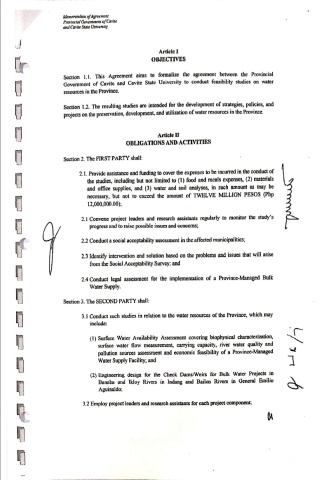 Memorandum of Agreement
Provincial Government of Cavite
and Cavite State University
Article I
OBJECTIVES
Section 1.1. This Agreement aims to formalize the agreement between the Provincial
Government of Cavite and Cavite State University to conduct feasibility studies on water
resources in the Province.
Section 1.2. The resulting studies are intended for the development of strategies, policies, and
projects on the preservation, development, and utilization of water resources in the Province.
Article II
OBLIGATIONS AND ACTIVITIES
Section 2. The FIRST PARTY shall:
2.1. Provide assistance and funding to cover the expenses to be incurred in the conduct of
the studies, including but not limited to (1) food and meals expenses, (2) materials
and office supplies, and (3) water and soil analyses, in such amount as may be
necessary, but not to exceed the amount of TWELVE MILLION PESOS (Php
12,000,000.00);
2.1 Convene project leaders and research assistants regularly to monitor the study's
progress and to raise possible issues and concerns;
2.2 Conduct a social acceptability assessment in the affected municipalities;
2.3 Identify intervention and solution based on the problems and issues that will arise
from the Social Acceptability Survey; and
2.4 Conduct legal assessment for the implementation of a Province-Managed Bulk
Water Supply.
Section 3. The SECOND PARTY shall:
3.1 Conduct such studies in relation to the water resources of the Province, which may
include:
(1) Surface Water Availability Assessment covering biophysical characterization,
surface water flow measurement, carrying capacity, river water quality and
pollution sources assessment and economic feasibility of a Province-Managed
Water Supply Facility; and
(2) Engineering design for the Check Dams/Weirs for Bulk Water Projects in
Banaba and Ikloy Rivers in Indang and Bailen Rivers in General Emilio
Aguinaldo;
3.2 Employ project leaders and research assistants for each project component;